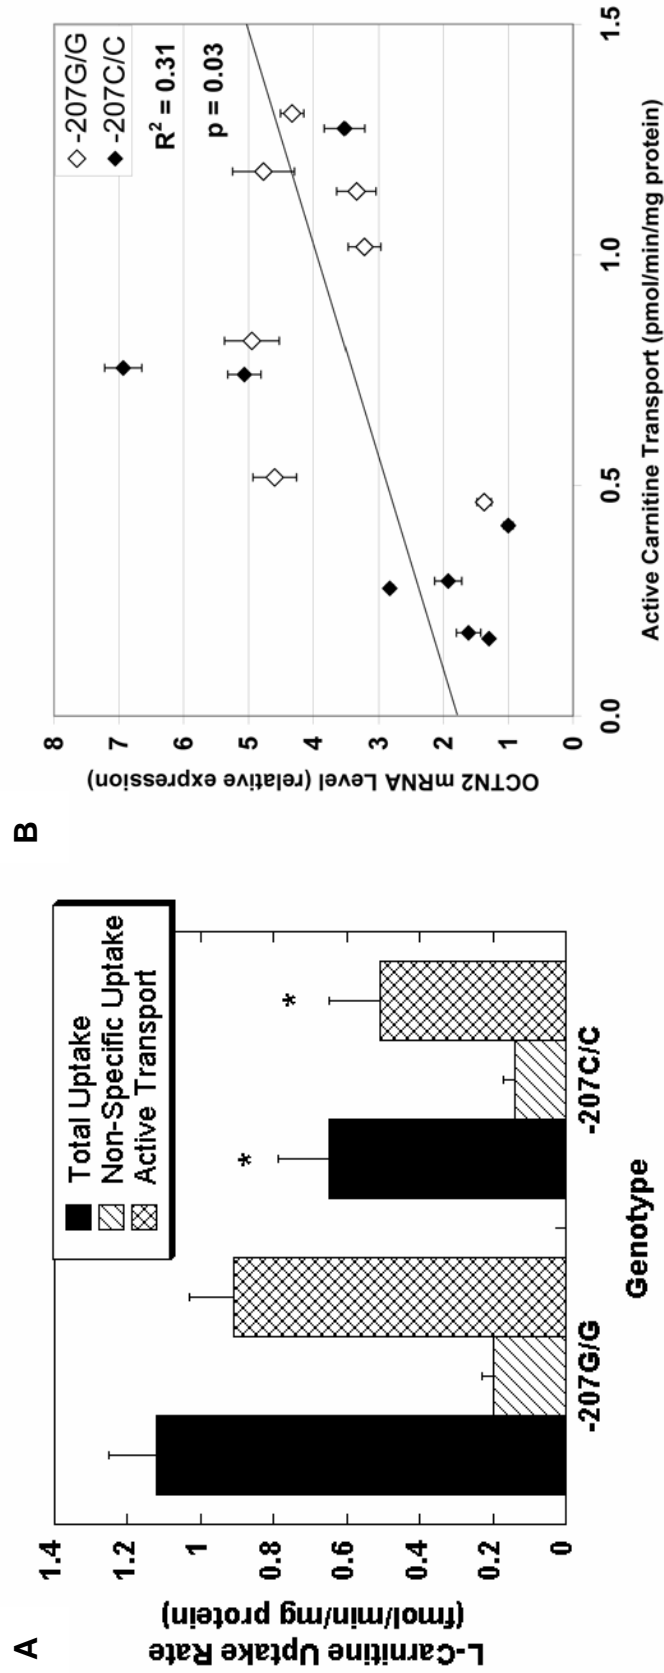 A
L-Carnitine Uptake Rate
(fmol/min/mg protein)
1.4
1.2
1
0.8
0.6
0.4
0.2
0
Total Uptake
Non-Specific Uptake
Active Transport
*
*
-207G/G
-207C/C
Genotype
B
OCTN2 mRNA Level (relative expression)
8
7
6
5
4
3
2
1
0
-207G/G
-207C/C
R² = 0.31
p = 0.03
0.0
0.5
1.0
1.5
Active Carnitine Transport (pmol/min/mg protein)